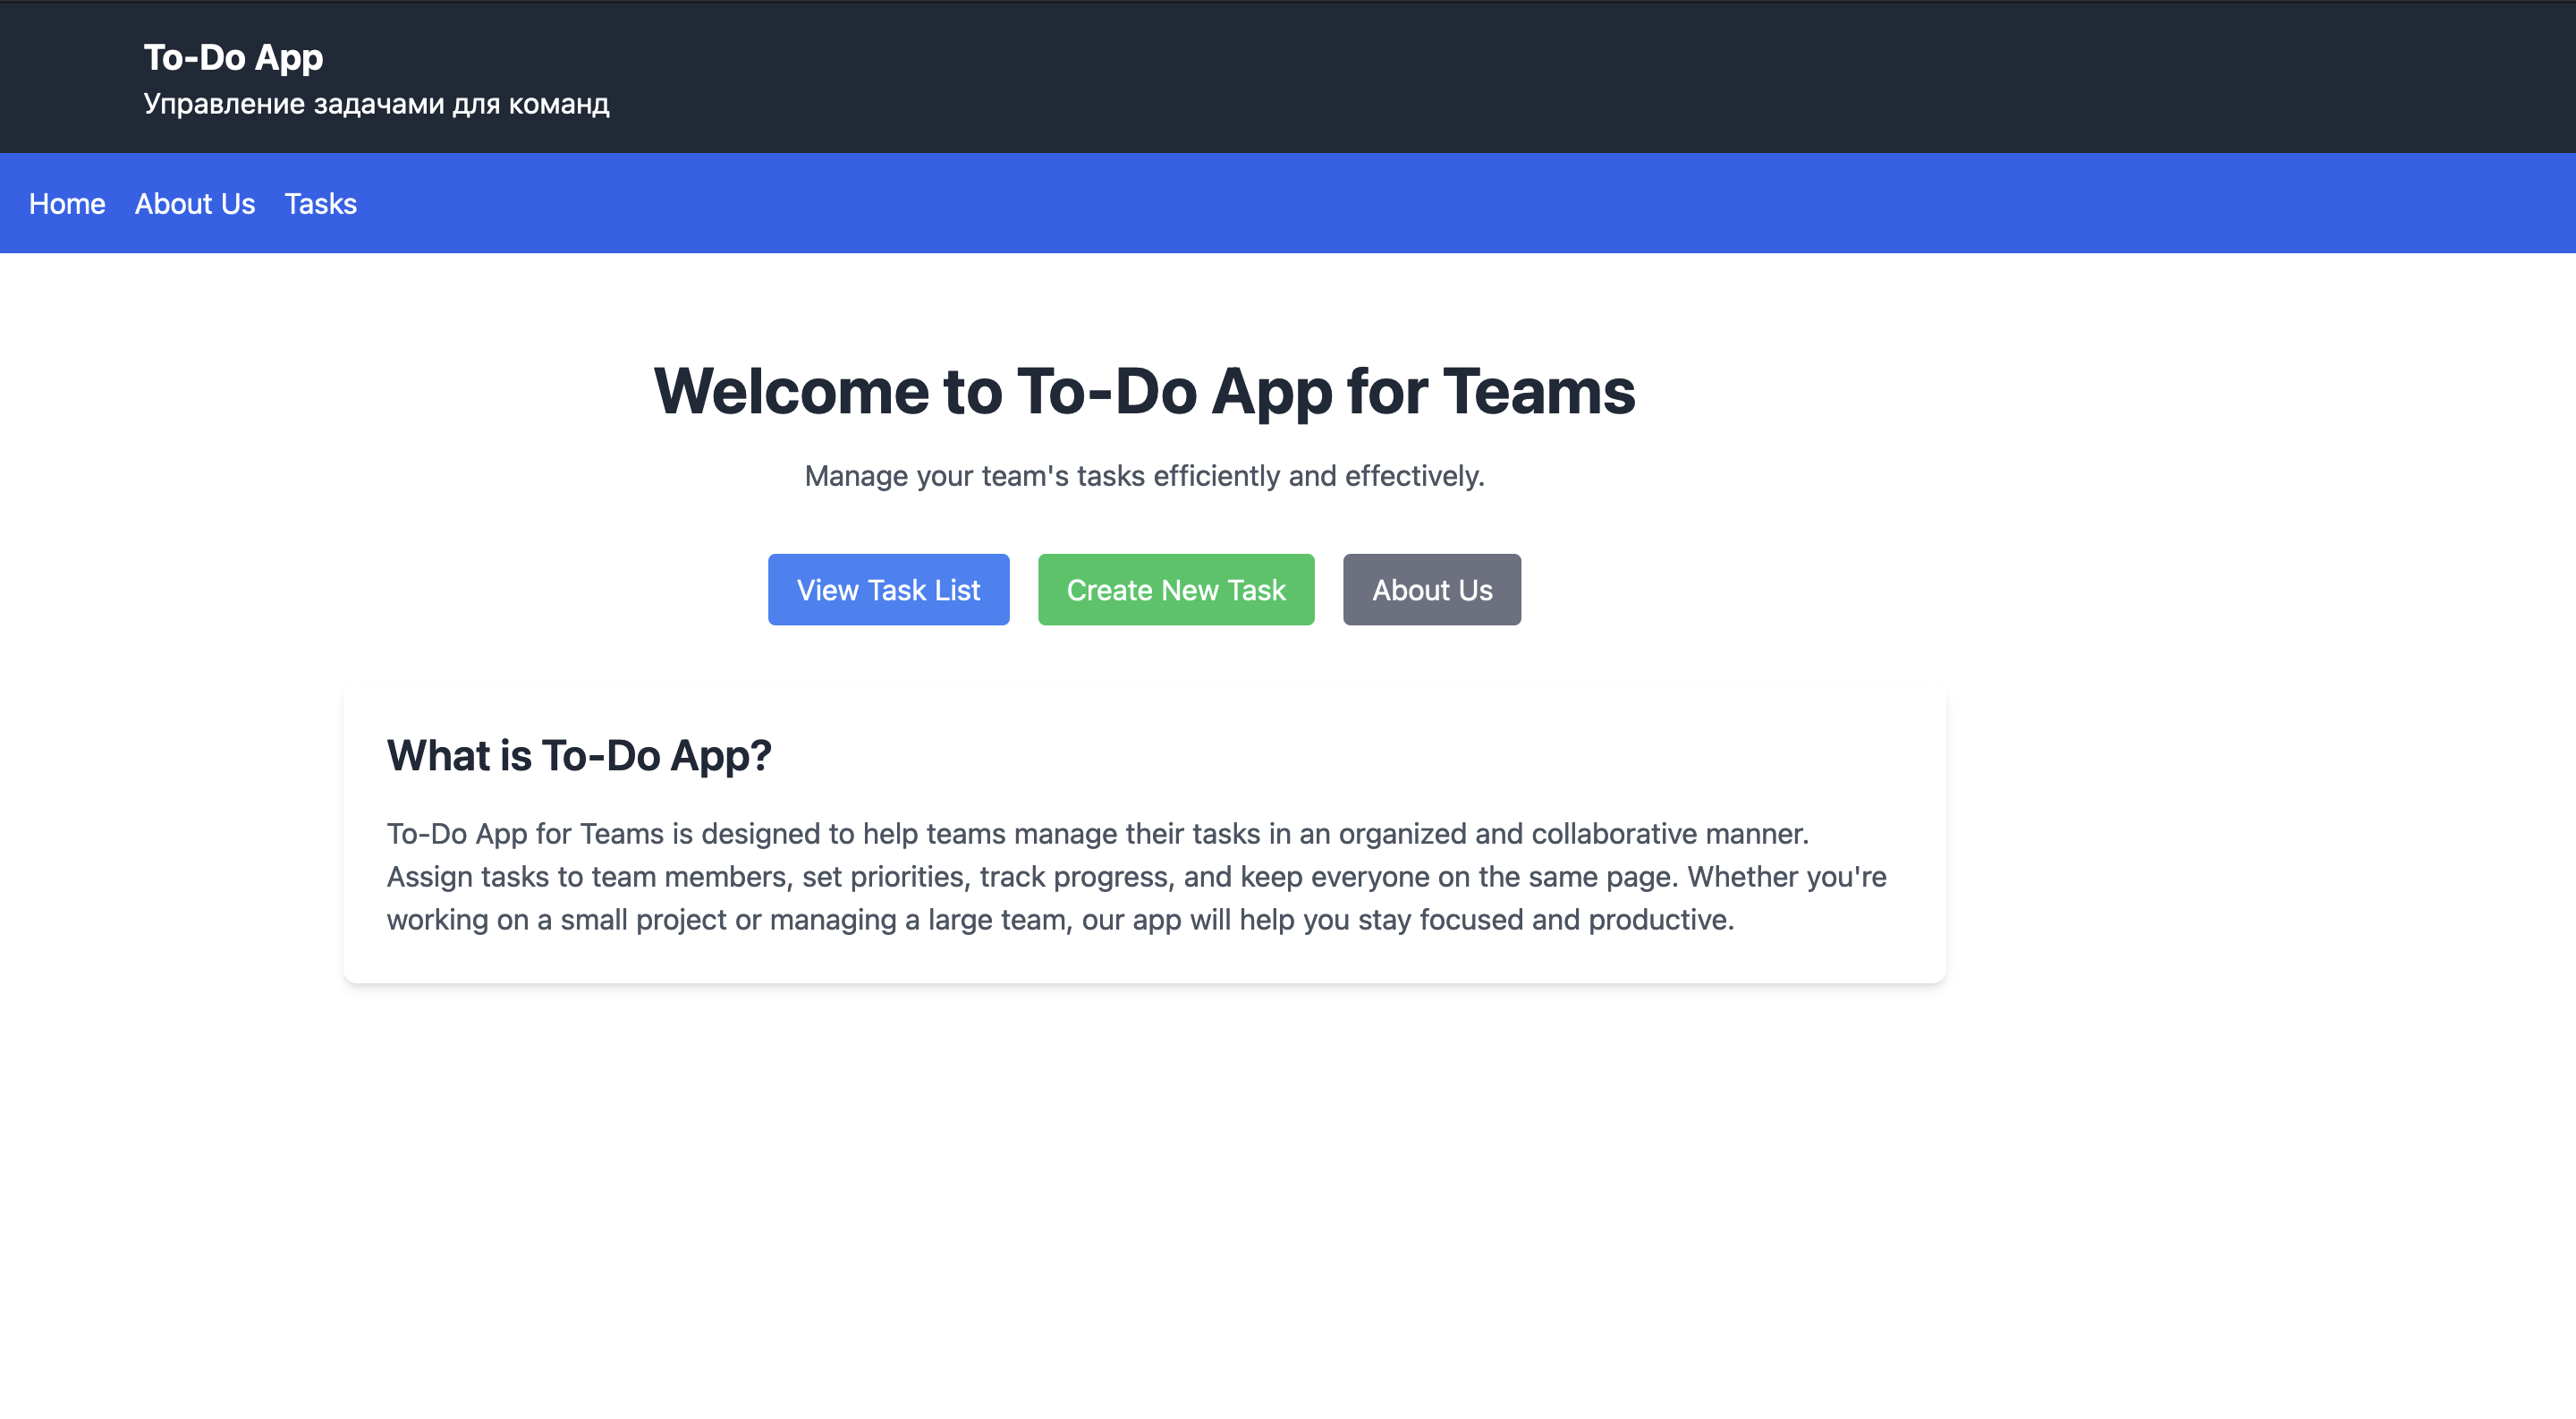 To-Do App
Управление задачами для команд
Home About Us Tasks
Welcome to To-Do App for Teams
Manage your team's tasks efficiently and effectively.
View Task List Create New Task About Us
What is To-Do App?
To-Do App for Teams is designed to help teams manage their tasks in an organized and collaborative manner.
Assign tasks to team members, set priorities, track progress, and keep everyone on the same page. Whether you're
working on a small project or managing a large team, our app will help you stay focused and productive.